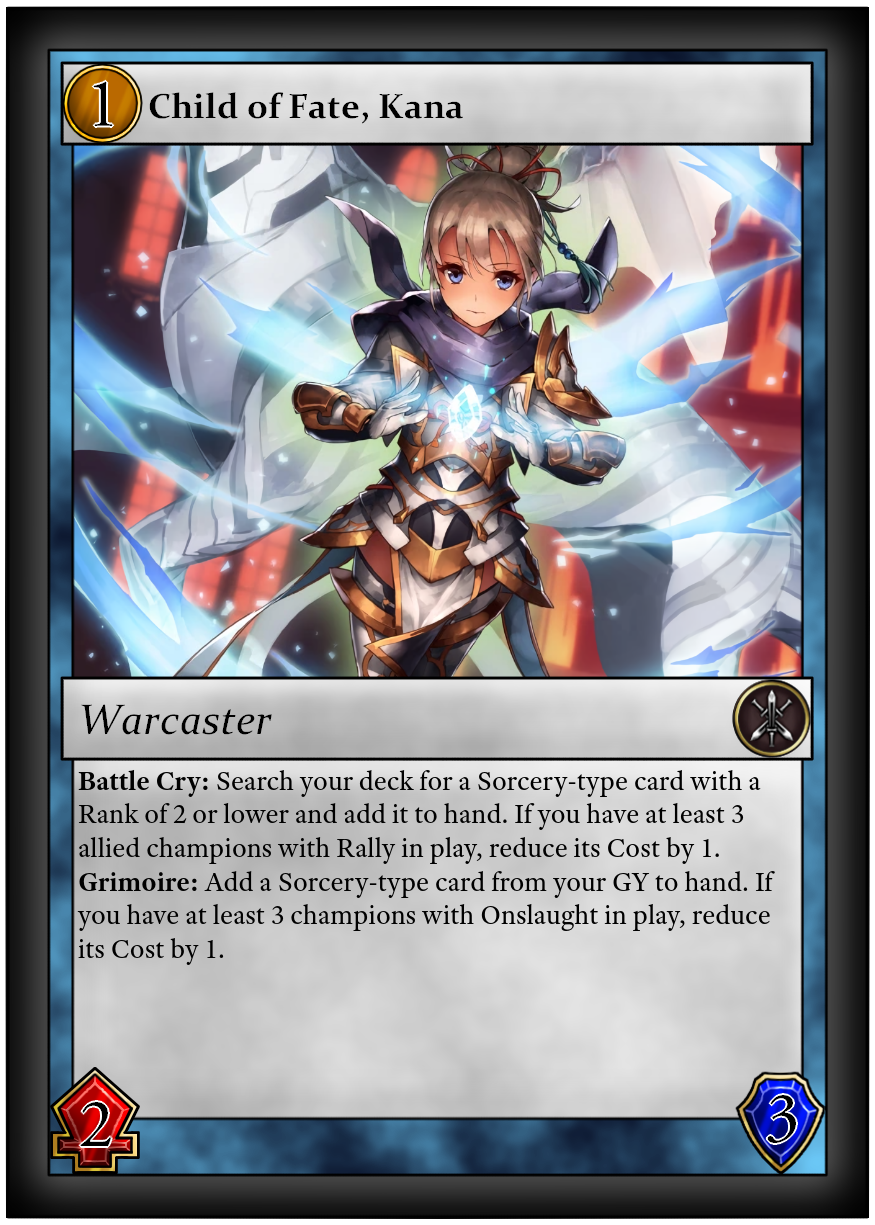 1 Child of Fate, Kana
Warcaster
Battle Cry: Search your deck for a Sorcery-type card with a
Rank of 2 or lower and add it to hand. If you have at least 3
allied champions with Rally in play, reduce its Cost by 1.
Grimoire: Add a Sorcery-type card from your GY to hand. If
you have at least 3 champions with Onslaught in play, reduce
its Cost by 1.
2
3